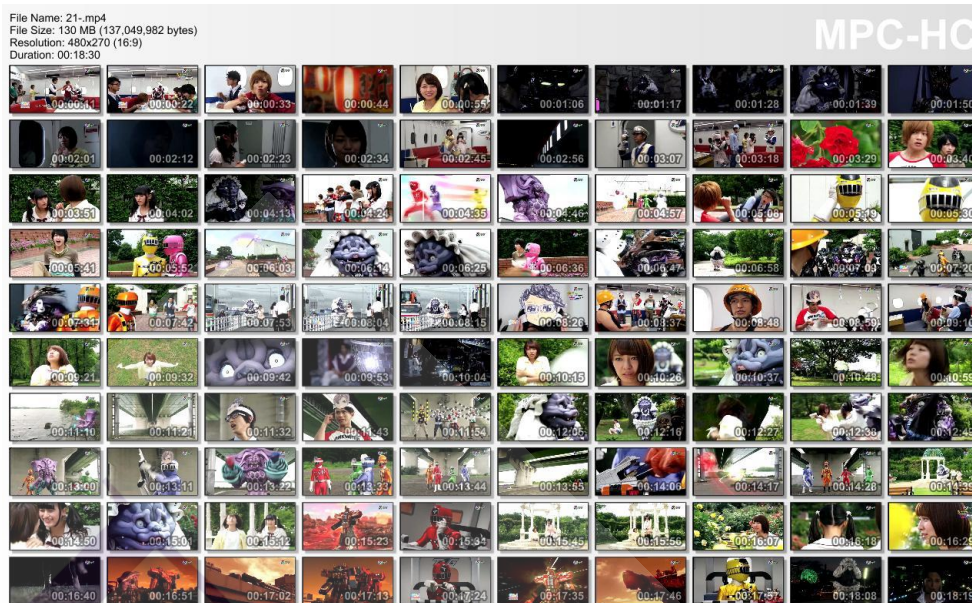 File Name: 21-.mp4
File Size: 130 MB (137,049,982 bytes)
Resolution: 480x270 (16:9)
Duration: 00:18:30
MPC-HC
00:00:11 00:00:22 00:00:33 00:00:44 00:00:55 00:01:06 00:01:17 00:01:28 00:01:39 00:01:50
00:02:01 00:02:12 00:02:23 00:02:34 00:02:45 00:02:56 00:03:07 00:03:18 00:03:29 00:03:40
00:03:51 00:04:02 00:04:13 00:04:24 00:04:35 00:04:46 00:04:57 00:05:08 00:05:19 00:05:30
00:05:41 00:05:52 00:06:03 00:06:14 00:06:25 00:06:36 00:06:47 00:06:58 00:07:09 00:07:20
00:07:31 00:07:42 00:07:53 00:08:04 00:08:15 00:08:26 00:08:37 00:08:48 00:08:59 00:09:10
00:09:21 00:09:32 00:09:42 00:09:53 00:10:04 00:10:15 00:10:26 00:10:37 00:10:48 00:10:59
00:11:10 00:11:21 00:11:32 00:11:43 00:11:54 00:12:05 00:12:16 00:12:27 00:12:38 00:12:49
00:13:00 00:13:11 00:13:22 00:13:33 00:13:44 00:13:55 00:14:06 00:14:17 00:14:28 00:14:39
00:14:50 00:15:01 00:15:12 00:15:23 00:15:34 00:15:45 00:15:56 00:16:07 00:16:18 00:16:29
00:16:40 00:16:51 00:17:02 00:17:13 00:17:24 00:17:35 00:17:46 00:17:57 00:18:08 00:18:19